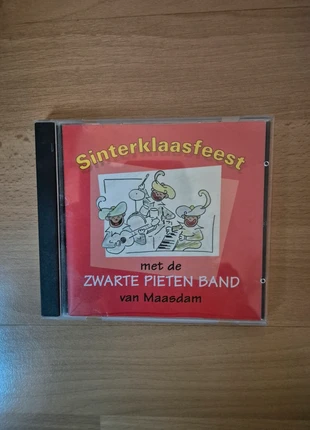 Sinterklaasfeest
met de
ZWARTE PIETEN BAND
van Maasdam